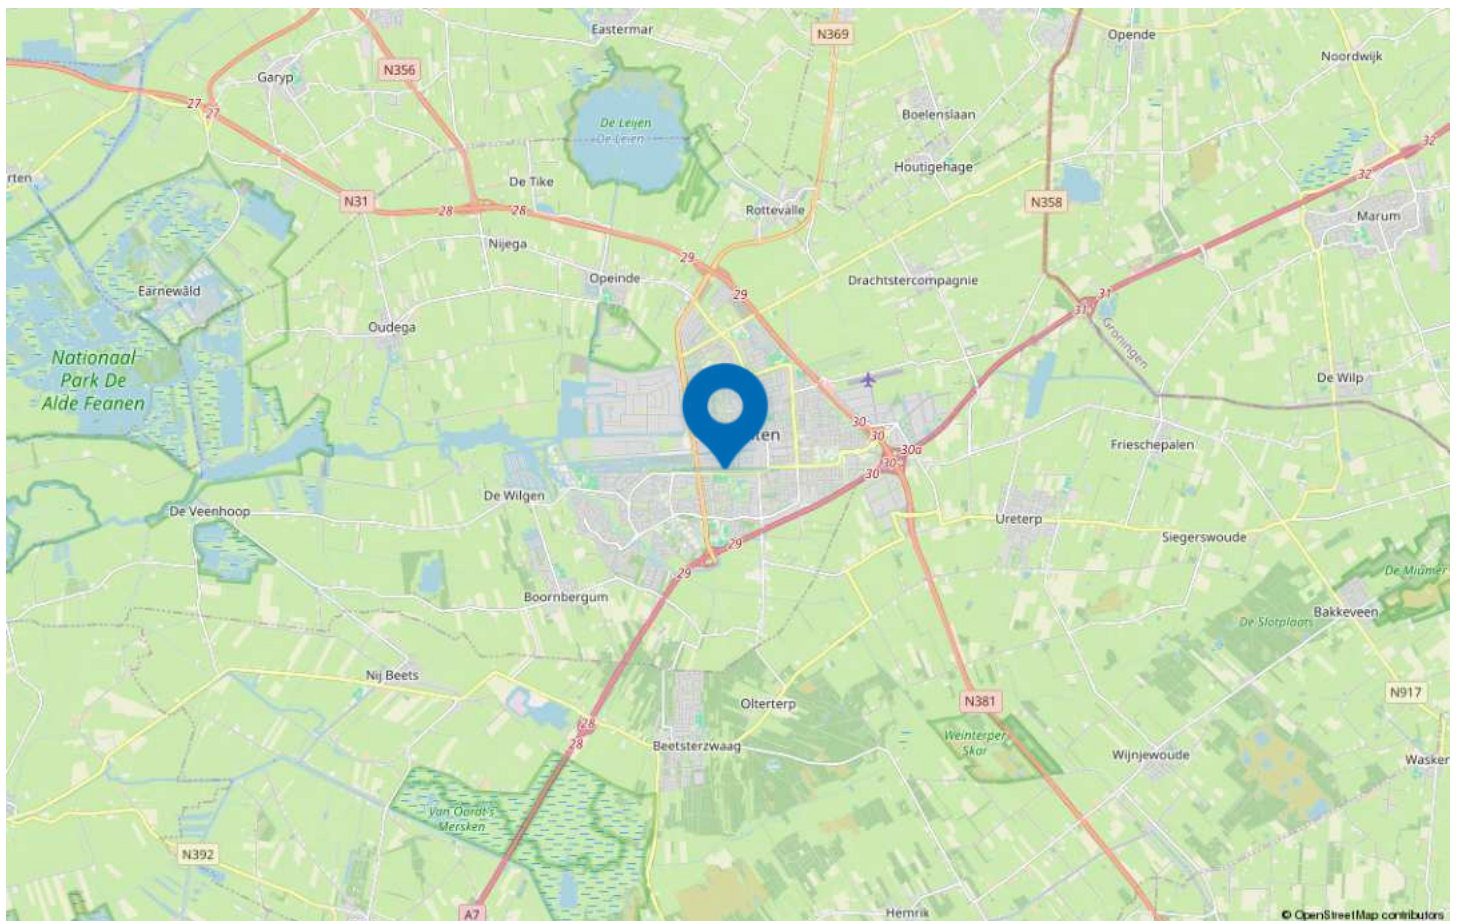 Eastermar
N369
Opende
Noordwijk
Garyp
N356
27
27
De Leijen
De Leien
Boelenslaan
32
rten
De Tike
Houtigehage
32
N31
28
28
Rottevalle
N358
Marum
Nijega
29
Opeinde
Drachtstercompagnie
Earnewâld
29
31
31
Oudega
Groningen
Nationaal
Park De
Alde Feanen
De Wilp
30
30
ten
Frieschepalen
30a
30
30
De Wilgen
De Veenhoop
Ureterp
Siegerswoude
29
29
De Miumer
Boornbergum
Bakkeveen
De Slotplaats
Nij Beets
N917
Olterterp
N381
28
28
Beetsterzwaag
Weinterper
Skar
Wijnjewoude
Wasker
Van Oordt's
Mersken
N392
A7
Hemrik
© OpenStreetMap contributors